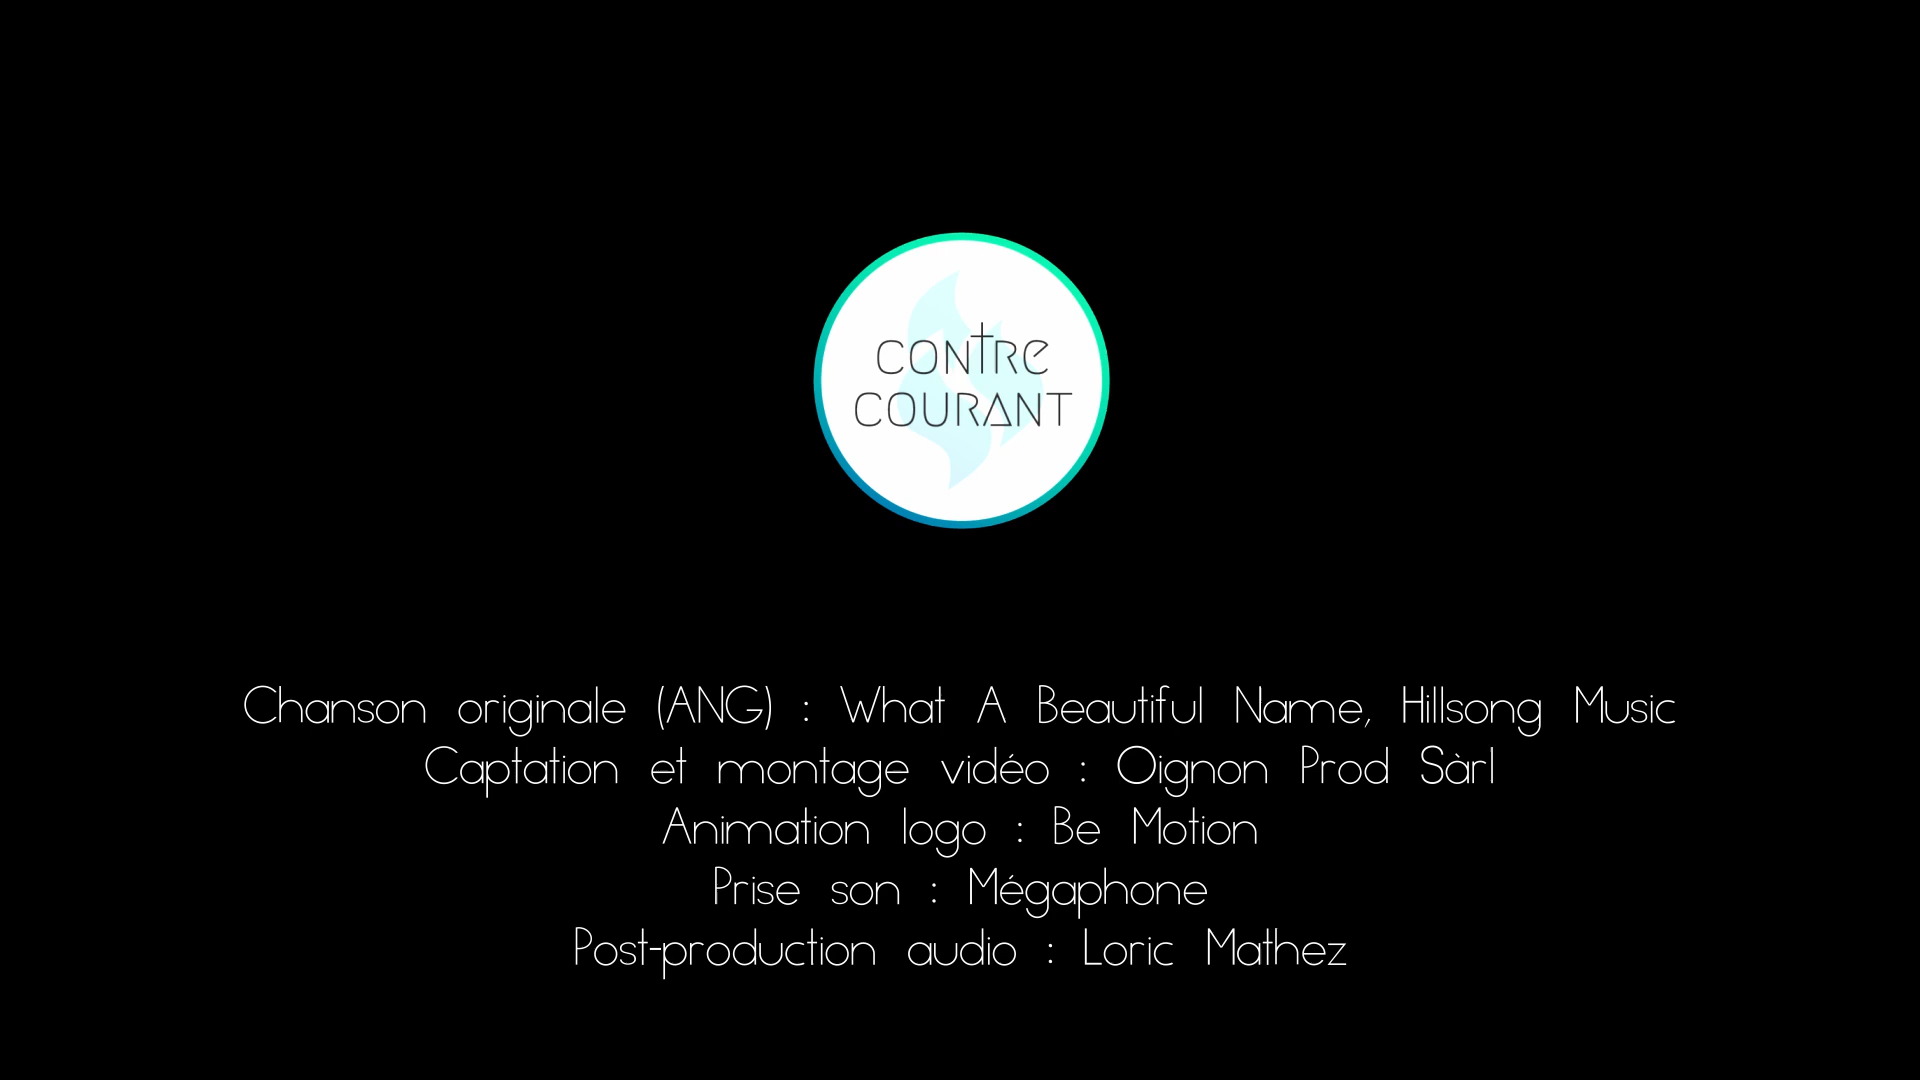 CONTRE
COURANT
Chanson originale (ANG) : What A Beautiful Name, Hillsong Music
Captation et montage vidéo : Oignon Prod Sàrl
Animation logo : Be Motion
Prise son : Mégaphone
Post-production audio : Loric Mathez